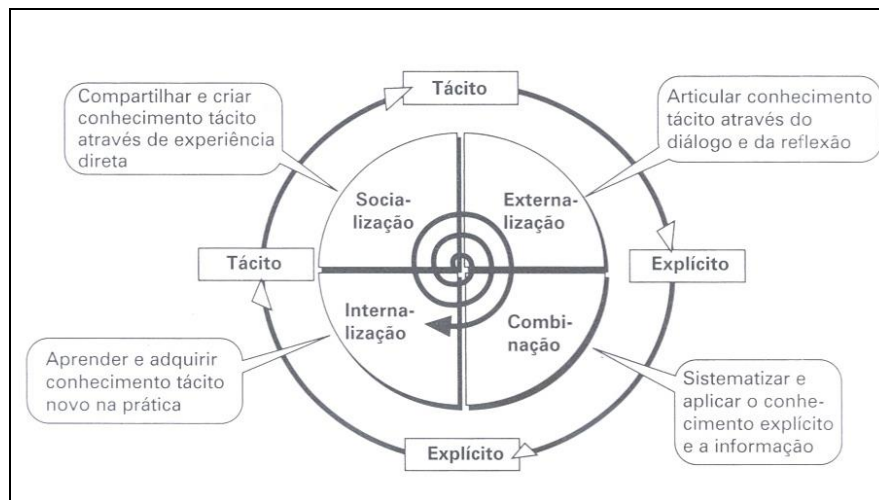 Tácito
Compartilhar e criar
conhecimento tácito
através de experiência
direta
Articular conhecimento
tácito através do
diálogo e da reflexão
Socia-
lização
Externa-
lização
Tácito
Explícito
Interna-
lização
Combi-
nação
Aprender e adquirir
conhecimento tácito
novo na prática
Sistematizar e
aplicar o conhe-
cimento explícito
e a informação
Explícito